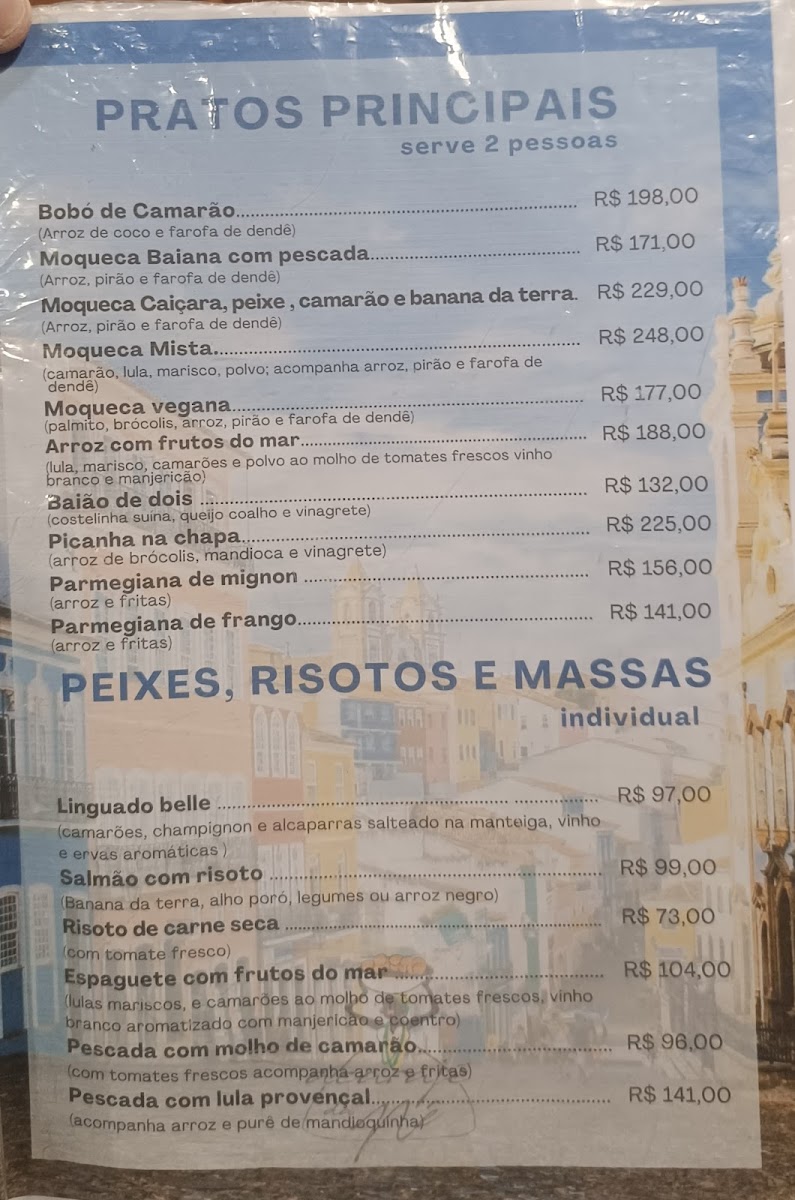 PRATOS PRINCIPAIS
serve 2 pessoas
Bobó de Camarão................ R$ 198,00
(Arroz de coco e farofa de dendê)
Moqueca Baiana com pescada................ R$ 171,00
(Arroz, pirão e farofa de dendê)
Moqueca Caiçara, peixe , camarão e banana da terra. R$ 229,00
(Arroz, pirão e farofa de dendê)
Moqueca Mista................ R$ 248,00
(camarão, lula, marisco, polvo; acompanha arroz, pirão e farofa de
dendê)
Moqueca vegana................ R$ 177,00
(palmito, brócolis, arroz, pirão e farofa de dendê)
Arroz com frutos do mar................ R$ 188,00
(lula, marisco, camarões e polvo ao molho de tomates frescos vinho
branco e manjericão)
Baião de dois ................ R$ 132,00
(costelinha suína, queijo coalho e vinagrete)
Picanha na chapa................ R$ 225,00
(arroz de brócolis, mandioca e vinagrete)
Parmegiana de mignon ................ R$ 156,00
(arroz e fritas)
Parmegiana de frango................ R$ 141,00
(arroz e fritas)
PEIXES, RISOTOS E MASSAS
individual
Linguado belle ................ R$ 97,00
(camarões, champignon e alcaparras salteado na manteiga, vinho
e ervas aromáticas )
Salmão com risoto ................ R$ 99,00
(Banana da terra, alho poró, legumes ou arroz negro)
Risoto de carne seca ................ R$ 73,00
(com tomate fresco)
Espaguete com frutos do mar ................ R$ 104,00
(lulas mariscos, e camarões ao molho de tomates frescos, vinho
branco aromatizado com manjericão e coentro)
Pescada com molho de camarão................ R$ 96,00
(com tomates frescos acompanha arroz e fritas)
Pescada com lula provençal................ R$ 141,00
(acompanha arroz e purê de mandioquinha)